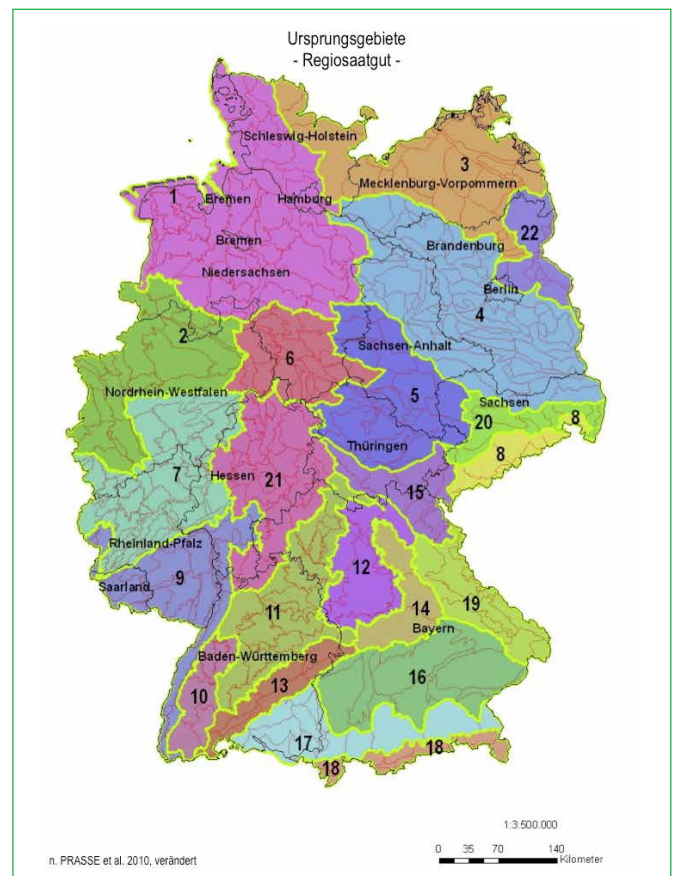 Ursprungsgebiete
- Regiosaatgut -
Schleswig-Holstein
3
Mecklenburg-Vorpommern
1
Bremen
Hamburg
22
Bremen
Brandenburg
Niedersachsen
Berlin
4
2
6
Sachsen-Anhalt
Nordrhein-Westfalen
5
Sachsen
20
8
Thüringen
8
7
Hessen
21
15
Rheinland-Pfalz
12
9
Saarland
11
14
19
Bayern
Baden-Württemberg
16
10
13
17
18
18
1:3.500.000
0 35 70 140
Kilometer
n. PRASSE et al. 2010, verändert